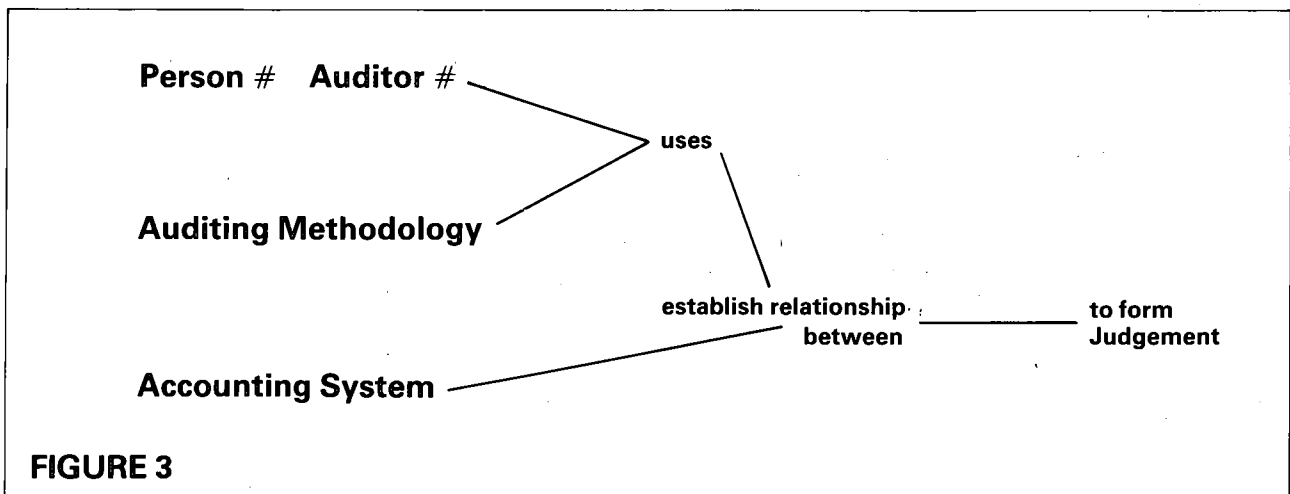 Person # Auditor #
uses
Auditing Methodology
establish relationship
between
to form
Judgement
Accounting System
FIGURE 3